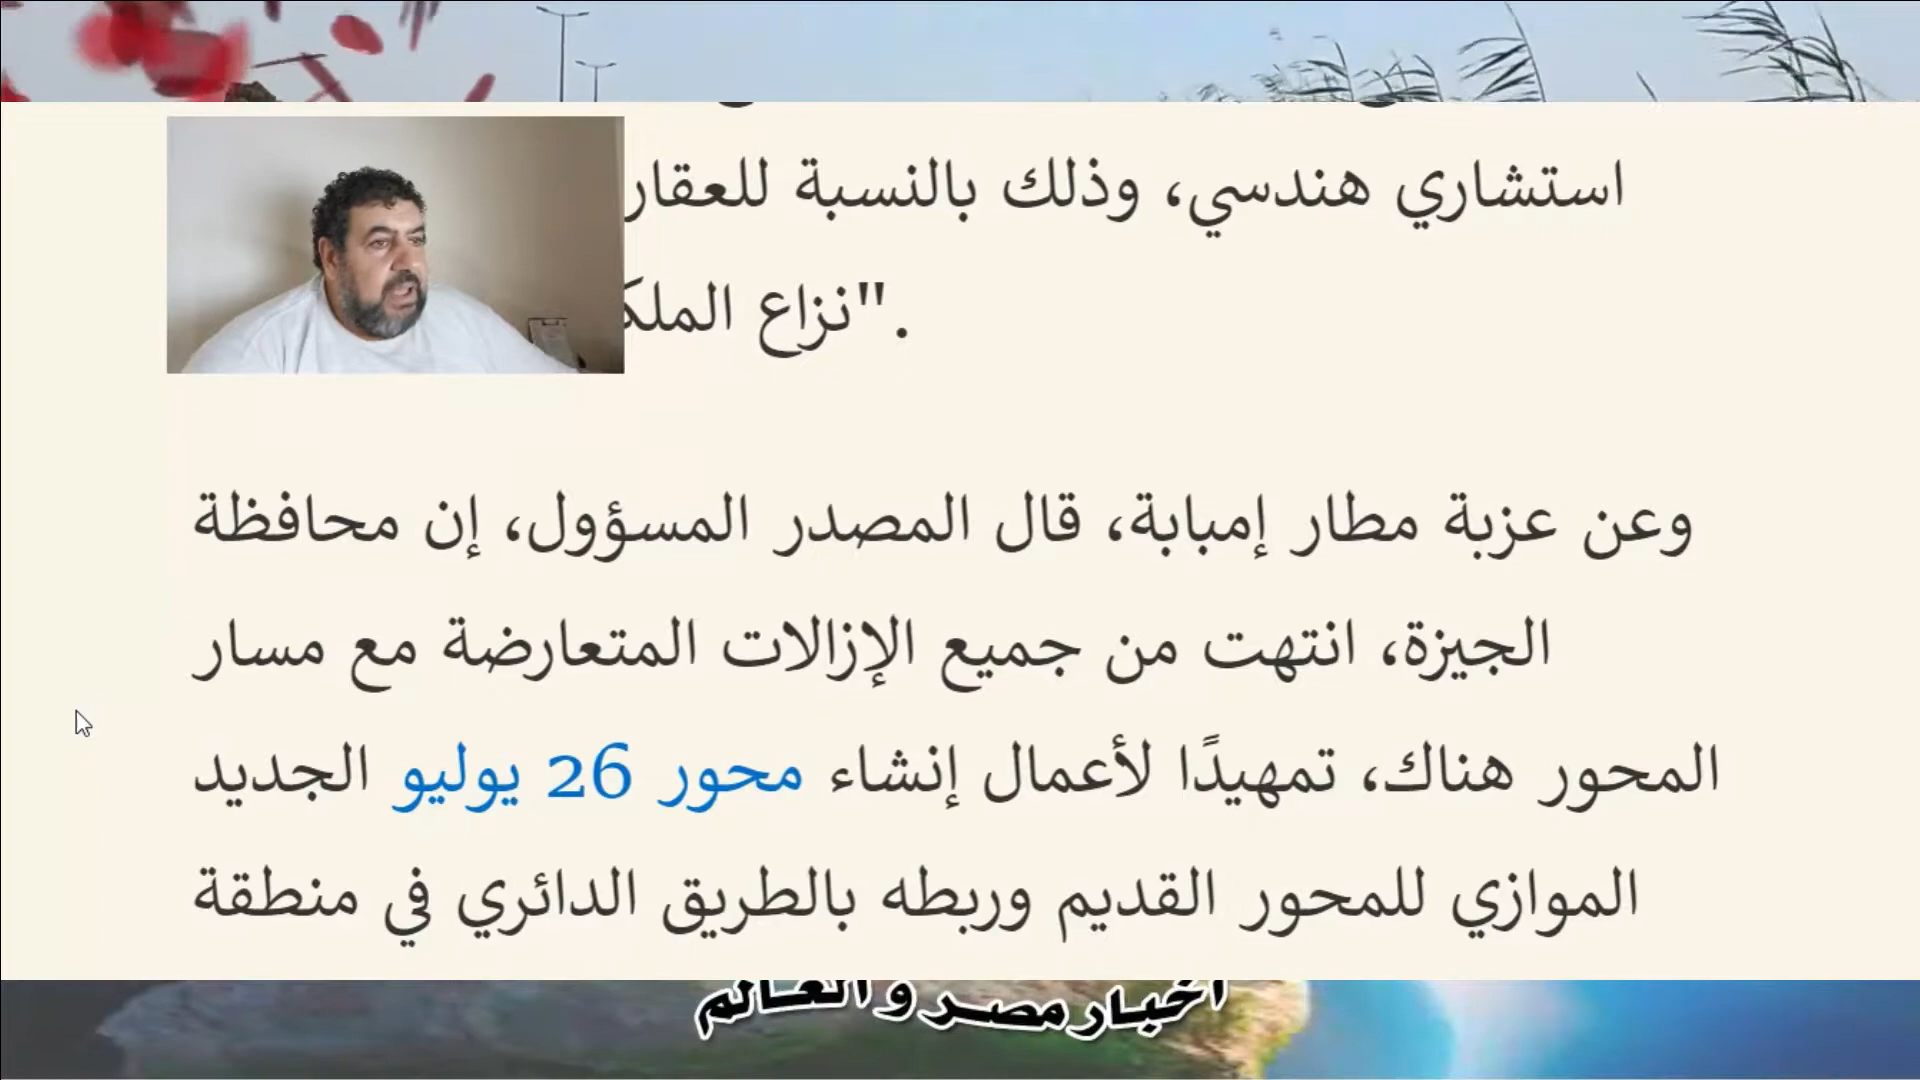 استشاري هندسي، وذلك بالنسبة للعقار
"نزاع الملك.
وعن عزبة مطار إمبابة، قال المصدر المسؤول، إن محافظة
الجيزة، انتهت من جميع الإزالات المتعارضة مع مسار
المحور هناك، تمهيدًا لأعمال إنشاء محور 26 يوليو الجديد
الموازي للمحور القديم وربطه بالطريق الدائري في منطقة
اخبار مصر والعالم